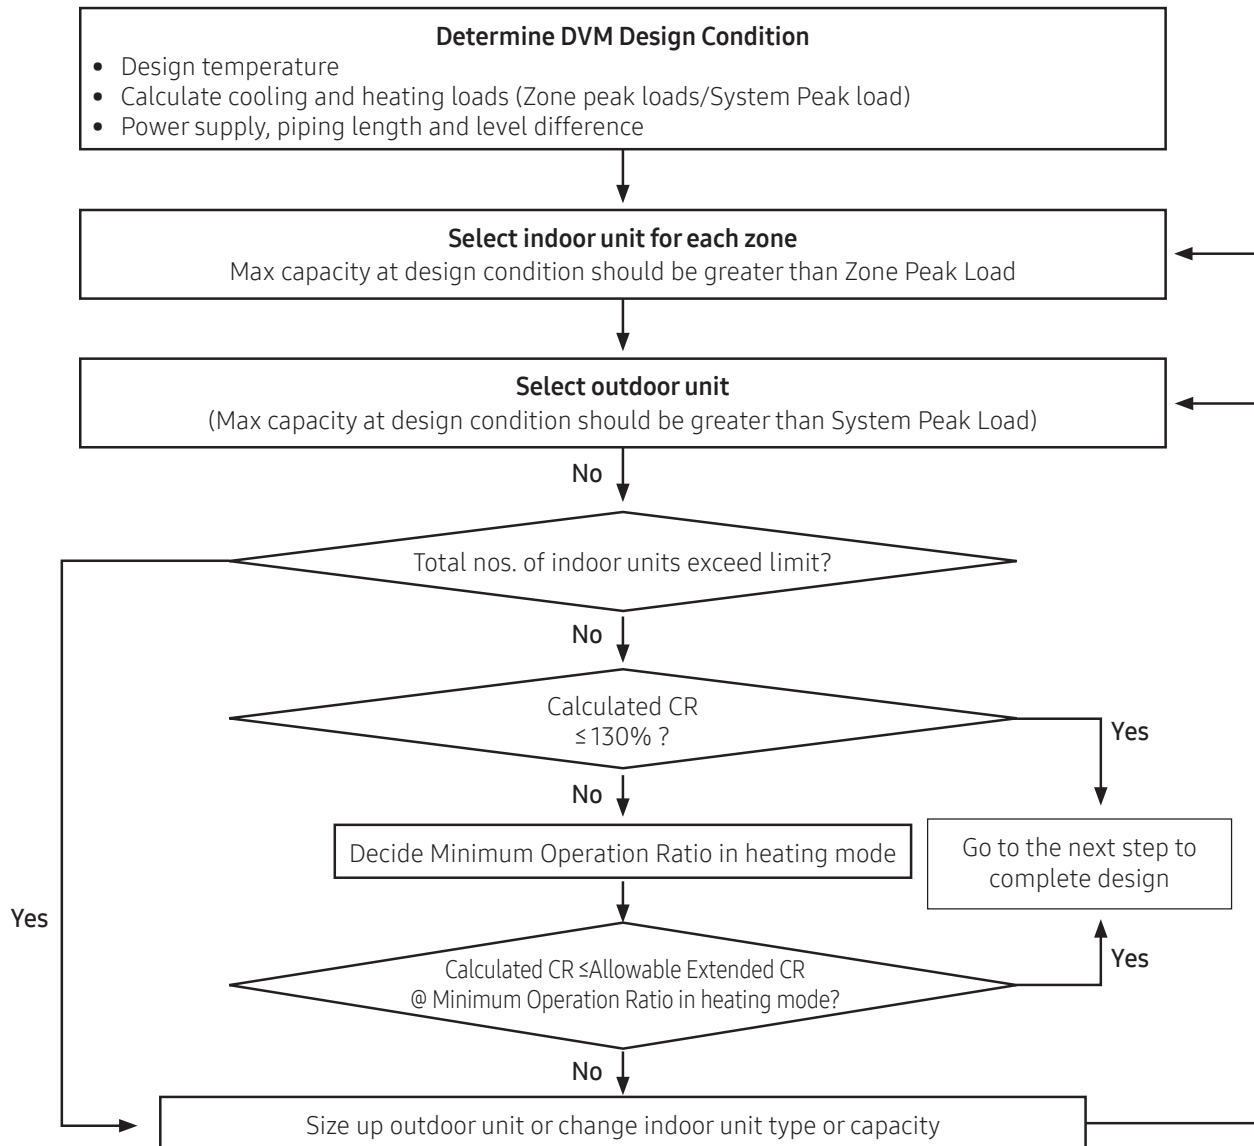 Determine DVM Design Condition
• Design temperature
• Calculate cooling and heating loads (Zone peak loads/System Peak load)
• Power supply, piping length and level difference
Select indoor unit for each zone
Max capacity at design condition should be greater than Zone Peak Load
Select outdoor unit
(Max capacity at design condition should be greater than System Peak Load)
No
Total nos. of indoor units exceed limit?
No
Calculated CR
≤ 130% ?
Yes
No
Decide Minimum Operation Ratio in heating mode
Go to the next step to
complete design
Yes
Calculated CR ≤Allowable Extended CR
@ Minimum Operation Ratio in heating mode?
Yes
No
Size up outdoor unit or change indoor unit type or capacity